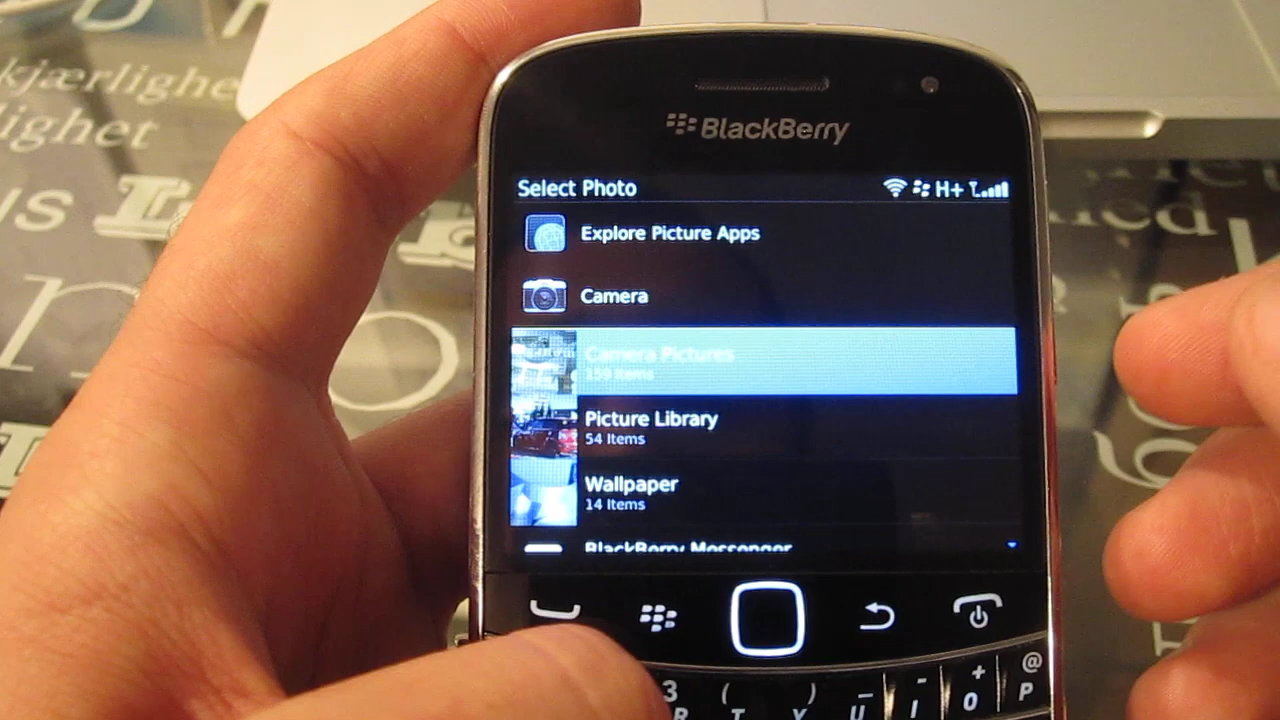 kjærlighe
lighet
BlackBerry
Select Photo
H+
Explore Picture Apps
Camera
Camera Pictures
159 Items
Picture Library
54 Items
Wallpaper
14 Items
BlackBerry Messenger
@
3 ( ) _ - + P
R T Y U I O